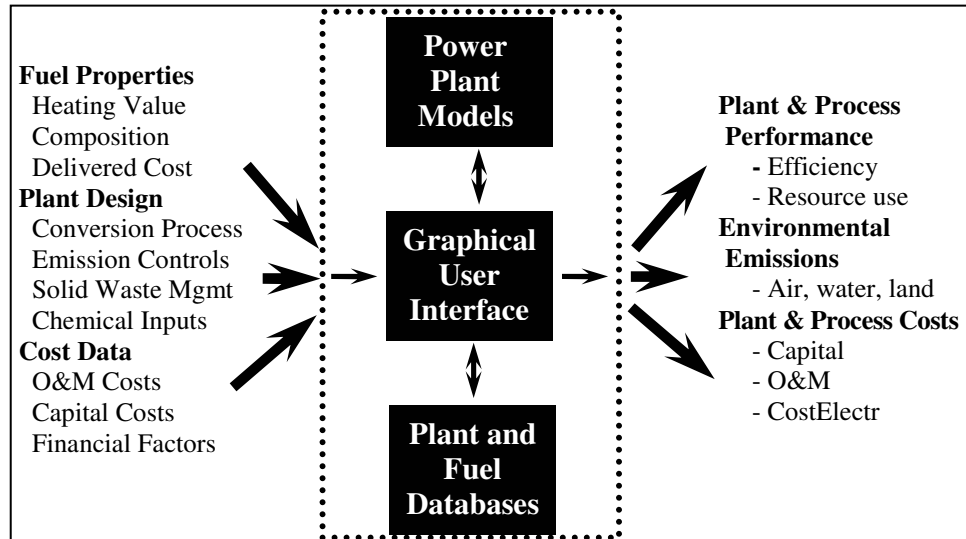 Fuel Properties
Heating Value
Composition
Delivered Cost
Plant Design
Conversion Process
Emission Controls
Solid Waste Mgmt
Chemical Inputs
Cost Data
O&M Costs
Capital Costs
Financial Factors
Power
Plant
Models
Graphical
User
Interface
Plant and
Fuel
Databases
Plant & Process
Performance
- Efficiency
- Resource use
Environmental
Emissions
- Air, water, land
Plant & Process Costs
- Capital
- O&M
- CostElectr